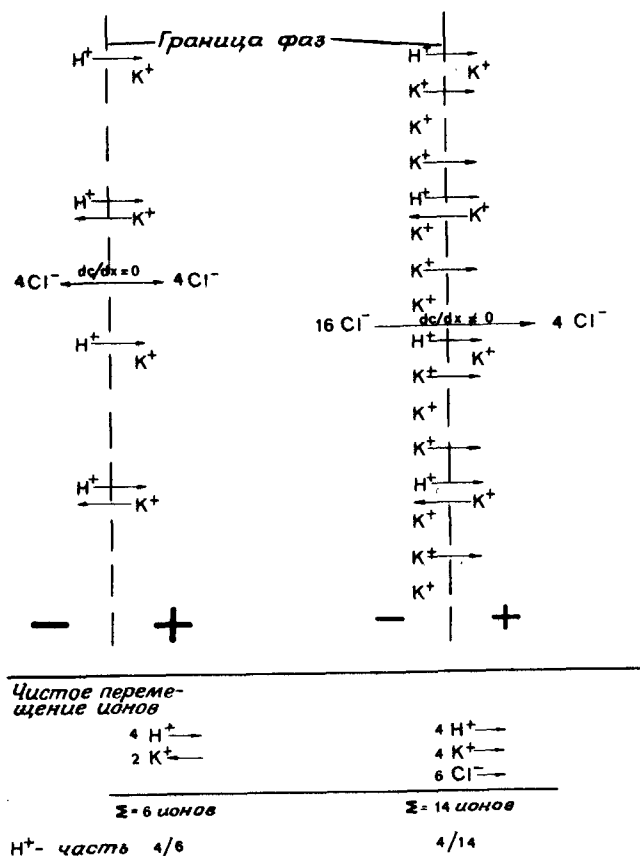 Граница фаз
H⁺
K⁺
H⁺
K⁺
4Cl⁻ dc/dx=0 4Cl⁻
H⁺
K⁺
H⁺
K⁺
− +
H⁺
K⁺
K⁺
K⁺
K⁺
H⁺
K⁺
K⁺
K⁺
K⁺
16 Cl⁻ dc/dx ≠ 0 4 Cl⁻
H⁺
K⁺
K⁺
K⁺
K⁺
H⁺
K⁺
K⁺
K⁺
K⁺
− +
Чистое переме-
щение ионов
4 H⁺→ 4 H⁺→
2 K⁺← 4 K⁺→
6 Cl⁻→
Σ = 6 ионов Σ = 14 ионов
H⁺- часть 4/6 4/14